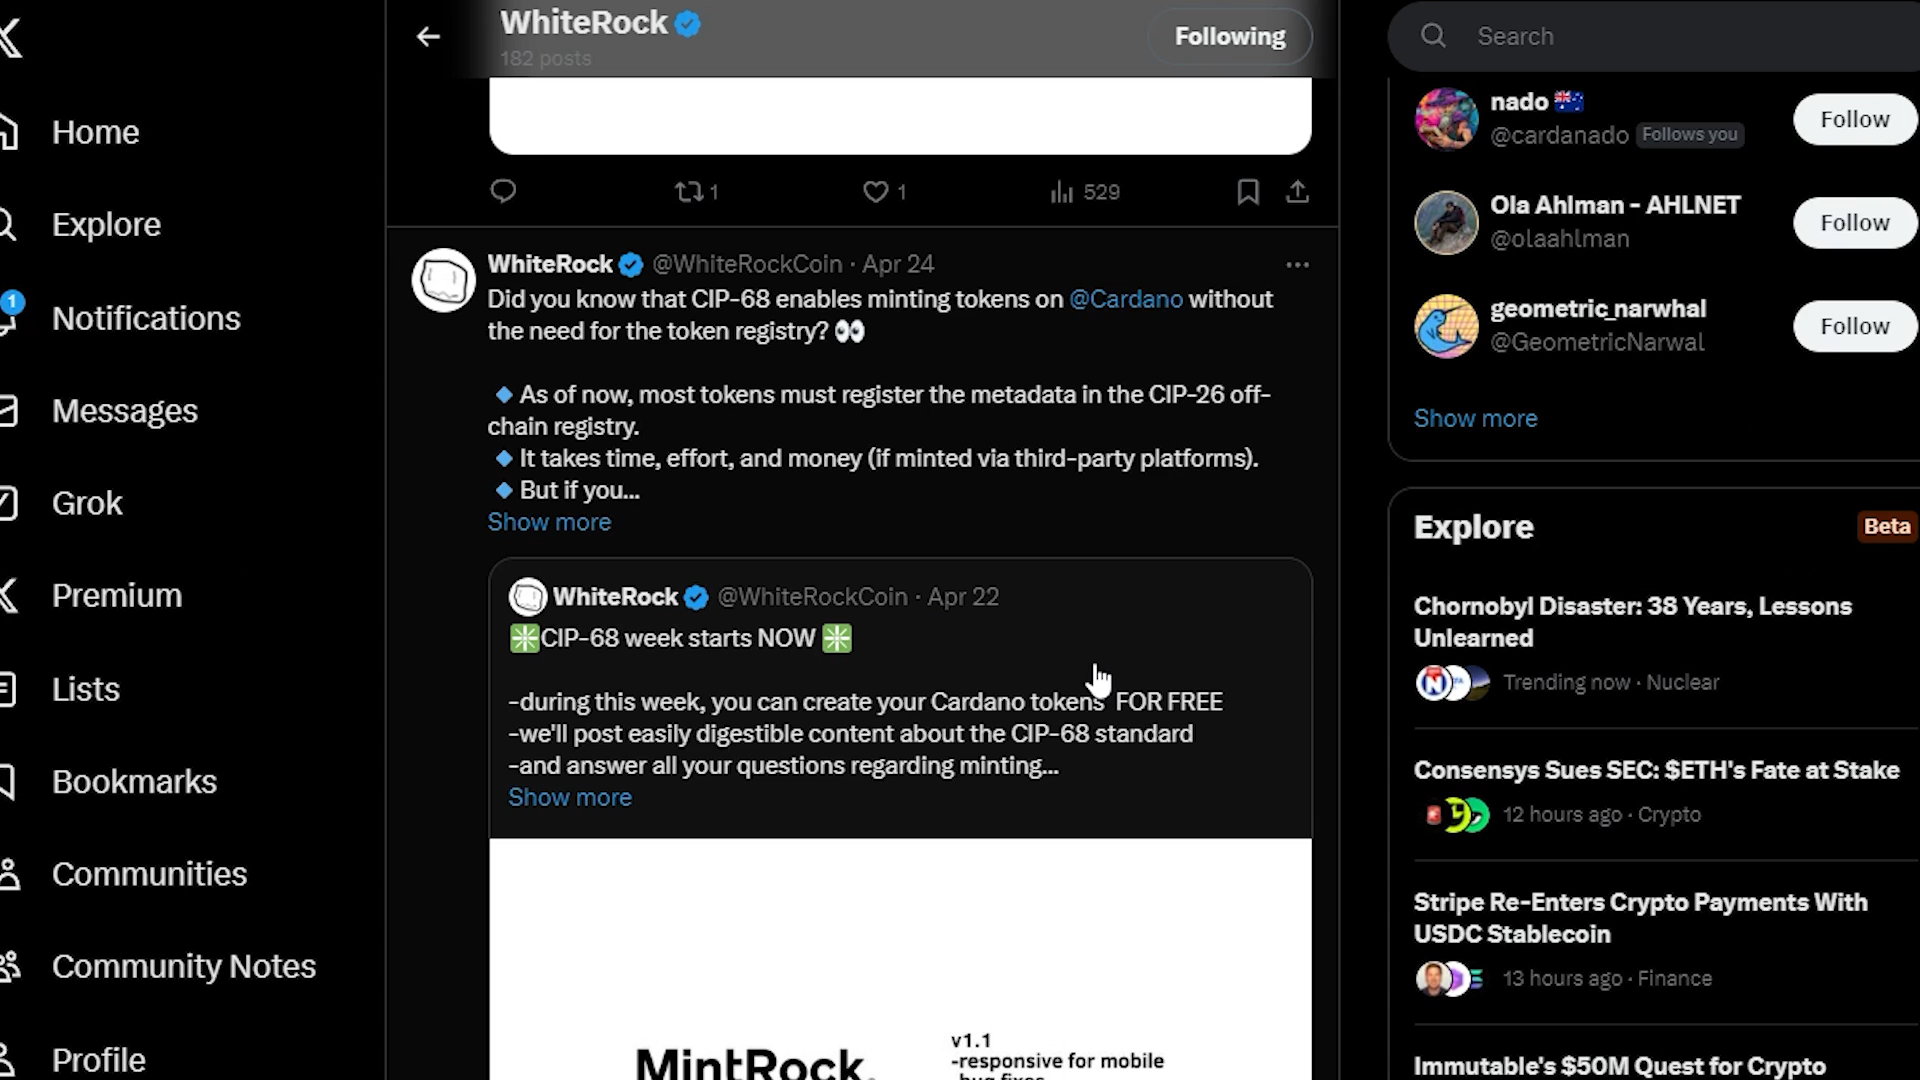 Home
Explore
1
Notifications
Messages
Grok
Premium
Lists
Bookmarks
Communities
Community Notes
Profile
WhiteRock
182 posts
Following
1
1
529
WhiteRock @WhiteRockCoin · Apr 24
Did you know that CIP-68 enables minting tokens on @Cardano without
the need for the token registry? 👀
🔹As of now, most tokens must register the metadata in the CIP-26 off-
chain registry.
🔹It takes time, effort, and money (if minted via third-party platforms).
🔹But if you...
Show more
WhiteRock @WhiteRockCoin · Apr 22
❇️CIP-68 week starts NOW ❇️
-during this week, you can create your Cardano tokens FOR FREE
-we'll post easily digestible content about the CIP-68 standard
-and answer all your questions regarding minting...
Show more
MintRock.
v1.1
-responsive for mobile
-bug fixes
Search
nado 🇦🇺
@cardanado Follows you
Follow
Ola Ahlman - AHLNET
@olaahlman
Follow
geometric_narwhal
@GeometricNarwal
Follow
Show more
Explore
Beta
Chornobyl Disaster: 38 Years, Lessons
Unlearned
Trending now · Nuclear
Consensys Sues SEC: $ETH's Fate at Stake
12 hours ago · Crypto
Stripe Re-Enters Crypto Payments With
USDC Stablecoin
13 hours ago · Finance
Immutable's $50M Quest for Crypto